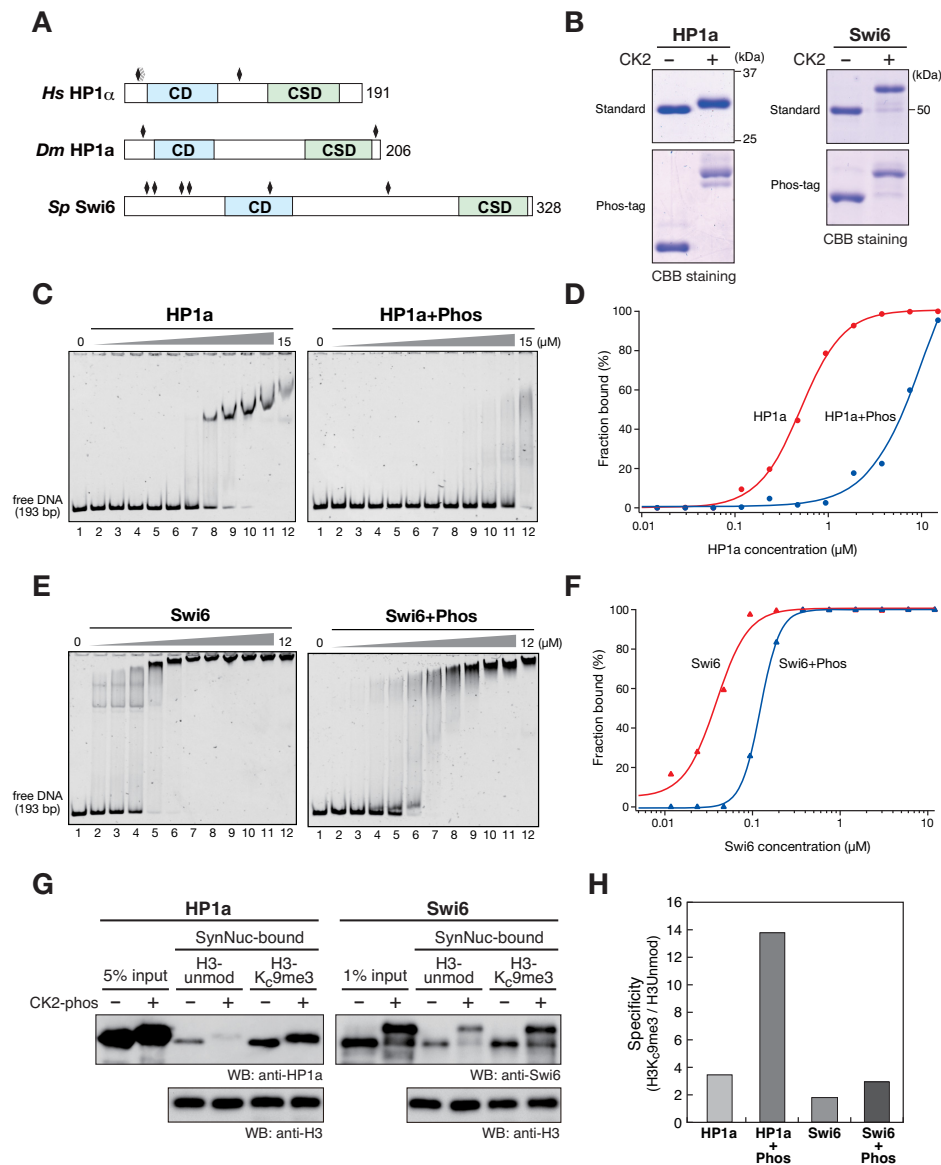 A
Hs HP1α
CD
CSD
191
Dm HP1a
CD
CSD
206
Sp Swi6
CD
CSD
328
B
HP1a
Swi6
CK2 − +
(kDa)
CK2 − +
(kDa)
Standard
37
25
Standard
50
Phos-tag
Phos-tag
CBB staining
CBB staining
C
HP1a
HP1a+Phos
0 15
0 15 (μM)
free DNA
(193 bp)
1 2 3 4 5 6 7 8 9 10 11 12
1 2 3 4 5 6 7 8 9 10 11 12
D
Fraction bound (%)
100
80
60
40
20
0
HP1a
HP1a+Phos
0.01 0.1 1 10
HP1a concentration (μM)
E
Swi6
Swi6+Phos
0 12
0 12 (μM)
free DNA
(193 bp)
1 2 3 4 5 6 7 8 9 10 11 12
1 2 3 4 5 6 7 8 9 10 11 12
F
Fraction bound (%)
100
80
60
40
20
0
Swi6
Swi6+Phos
0.01 0.1 1 10
Swi6 concentration (μM)
G
HP1a
Swi6
SynNuc-bound
SynNuc-bound
5% input
H3-
unmod
H3-
Kc9me3
1% input
H3-
unmod
H3-
Kc9me3
CK2-phos − + − + − + − + − + − +
WB: anti-HP1a
WB: anti-Swi6
WB: anti-H3
WB: anti-H3
H
Specificity
(H3Kc9me3 / H3Unmod)
16
14
12
10
8
6
4
2
0
HP1a
HP1a
+
Phos
Swi6
Swi6
+
Phos